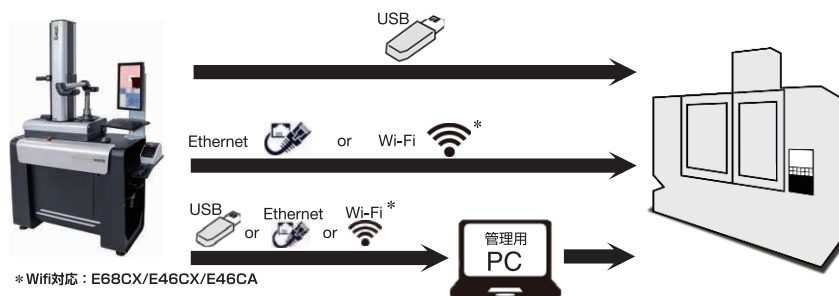 USB
Ethernet or Wi-Fi *
USB or Ethernet or Wi-Fi *
管理用
PC
*Wifi対応:E68CX/E46CX/E46CA